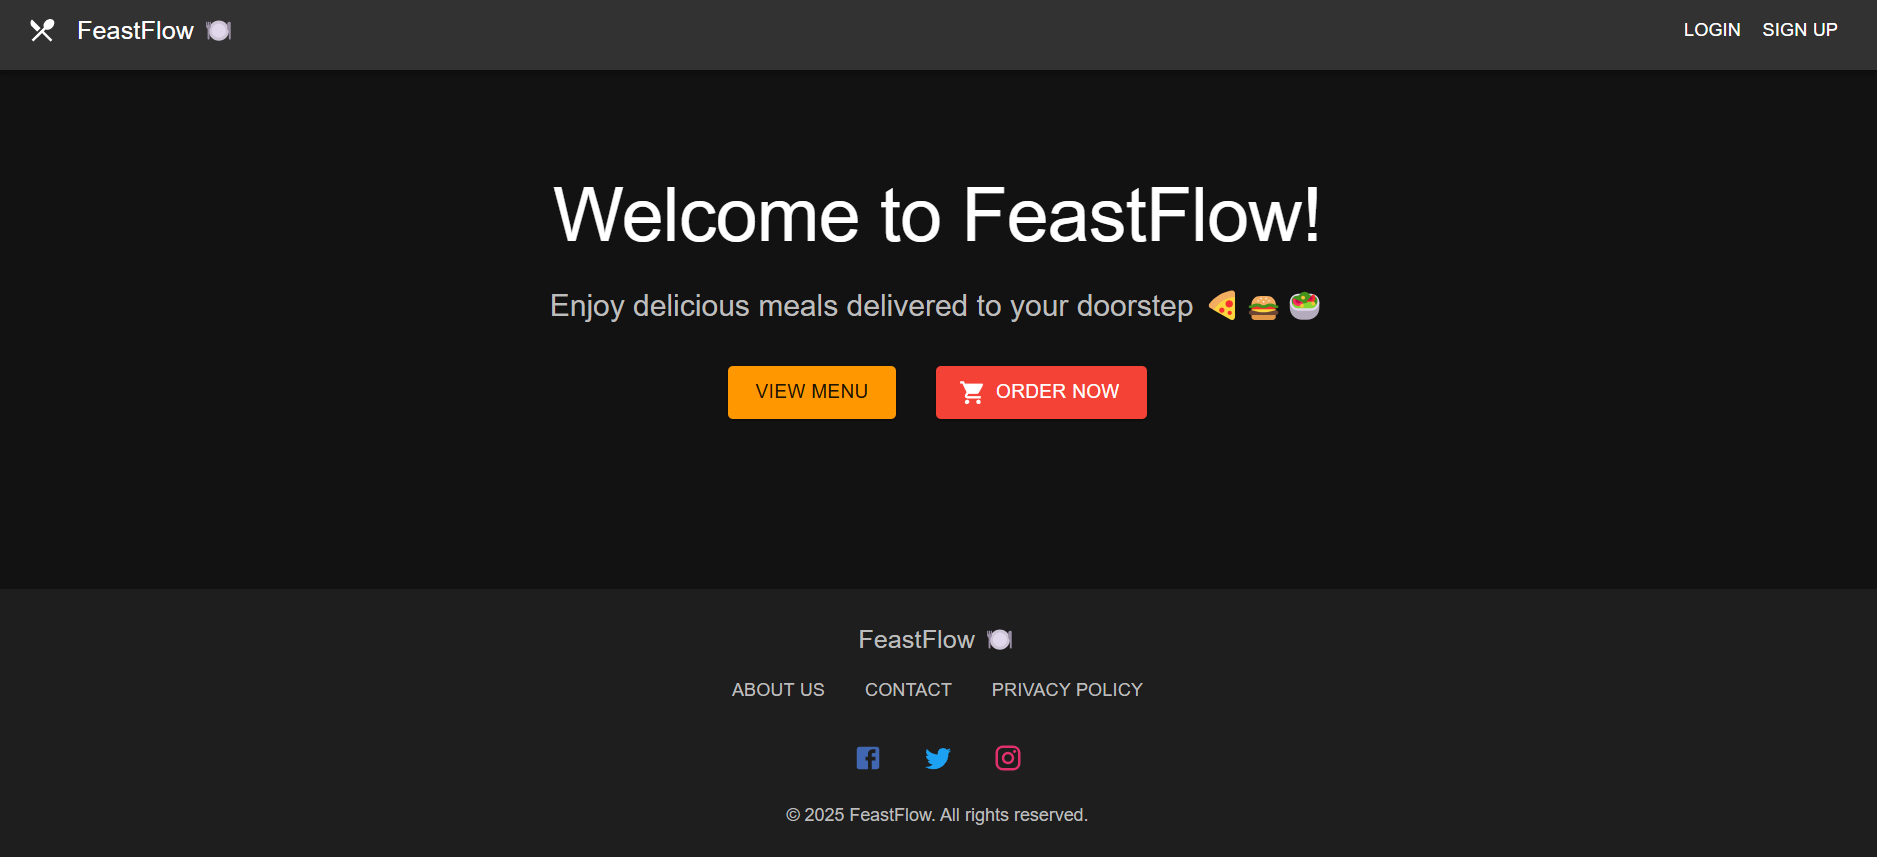 FeastFlow 🍽️
LOGIN SIGN UP
Welcome to FeastFlow!
Enjoy delicious meals delivered to your doorstep 🍕 🍔 🥗
VIEW MENU ORDER NOW
FeastFlow 🍽️
ABOUT US CONTACT PRIVACY POLICY
© 2025 FeastFlow. All rights reserved.